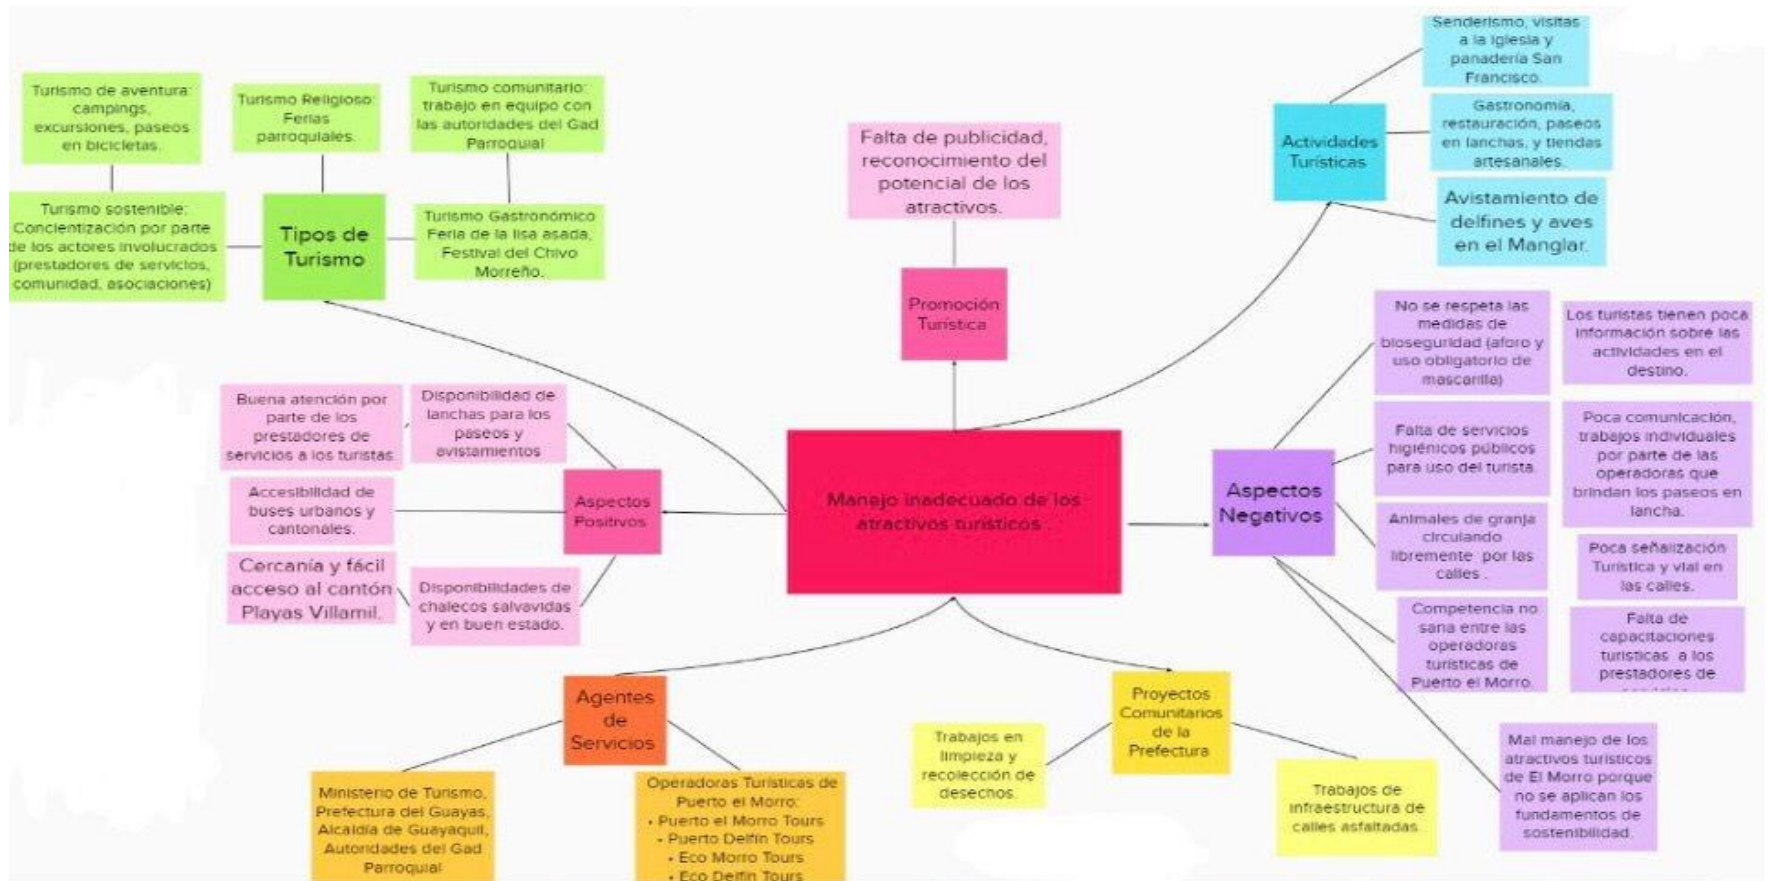 Turismo de aventura:
campings,
excursiones, paseos
en bicicletas.
Turismo Religioso:
Ferias
parroquiales.
Turismo comunitario:
trabajo en equipo con
las autoridades del Gad
Parroquial
Turismo sostenible:
Concientización por parte
de los actores involucrados
(prestadores de servicios,
comunidad, asociaciones)
Tipos de
Turismo
Turismo Gastronómico
Feria de la lisa asada,
Festival del Chivo
Morreño.
Falta de publicidad,
reconocimiento del
potencial de los
atractivos.
Promoción
Turística
Senderismo, visitas
a la iglesia y
panadería San
Francisco.
Actividades
Turísticas
Gastronomía,
restauración, paseos
en lanchas, y tiendas
artesanales.
Avistamiento de
delfines y aves
en el Manglar.
Buena atención por
parte de los
prestadores de
servicios a los turistas.
Disponibilidad de
lanchas para los
paseos y
avistamientos
Accesibilidad de
buses urbanos y
cantonales.
Aspectos
Positivos
Cercanía y fácil
acceso al cantón
Playas Villamil.
Disponibilidades de
chalecos salvavidas
y en buen estado.
Manejo inadecuado de los
atractivos turísticos .
Aspectos
Negativos
No se respeta las
medidas de
bioseguridad (aforo y
uso obligatorio de
mascarilla)
Los turistas tienen poca
información sobre las
actividades en el
destino.
Falta de servicios
higiénicos públicos
para uso del turista.
Poca comunicación,
trabajos individuales
por parte de las
operadoras que
brindan los paseos en
lancha.
Animales de granja
circulando
libremente por las
calles .
Poca señalización
Turística y vial en
las calles.
Competencia no
sana entre las
operadoras
turísticas de
Puerto el Morro.
Falta de
capacitaciones
turísticas a los
prestadores de
Mal manejo de los
atractivos turísticos
de El Morro porque
no se aplican los
fundamentos de
sostenibilidad.
Agentes
de
Servicios
Ministerio de Turismo,
Prefectura del Guayas,
Alcaldía de Guayaquil,
Autoridades del Gad
Parroquial
Operadoras Turísticas de
Puerto el Morro:
• Puerto el Morro Tours
• Puerto Delfín Tours
• Eco Morro Tours
• Eco Delfín Tours
Proyectos
Comunitarios
de la
Prefectura
Trabajos en
limpieza y
recolección de
desechos.
Trabajos de
infraestructura de
calles asfaltadas.